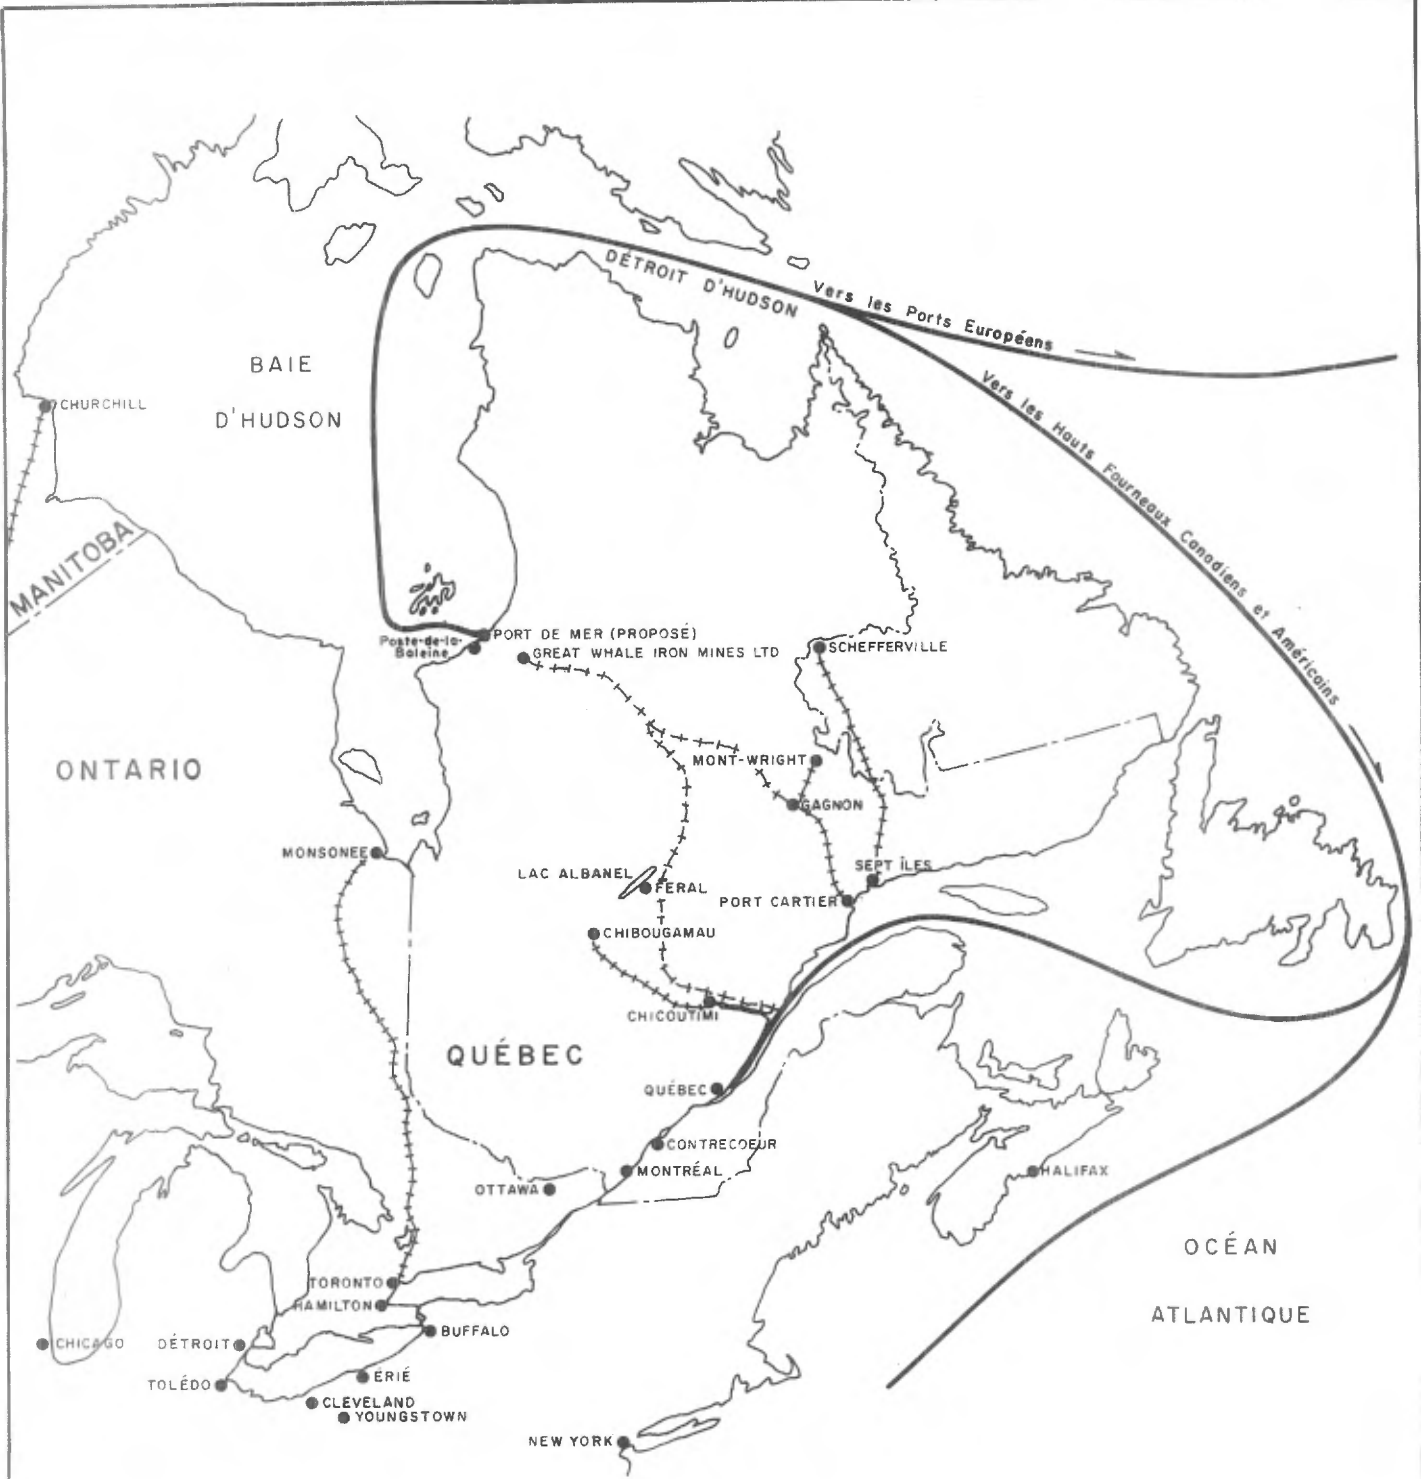 DÉTROIT D'HUDSON
Vers les Ports Européens
BAIE
D'HUDSON
Vers les Hauts Fourneaux Canadiens et Américains
CHURCHILL
MANITOBA
Poste-de-la-
Baleine
PORT DE MER (PROPOSÉ)
GREAT WHALE IRON MINES LTD
SCHEFFERVILLE
ONTARIO
MONT-WRIGHT
GAGNON
MONSONEE
LAC ALBANEL
FERAL
SEPT ÎLES
PORT CARTIER
CHIBOUGAMAU
CHICOUTIMI
QUÉBEC
QUÉBEC
CONTRECOEUR
MONTRÉAL
OTTAWA
HALIFAX
OCÉAN
ATLANTIQUE
TORONTO
HAMILTON
BUFFALO
CHICAGO
DÉTROIT
ÉRIÉ
TOLÉDO
CLEVELAND
YOUNGSTOWN
NEW YORK